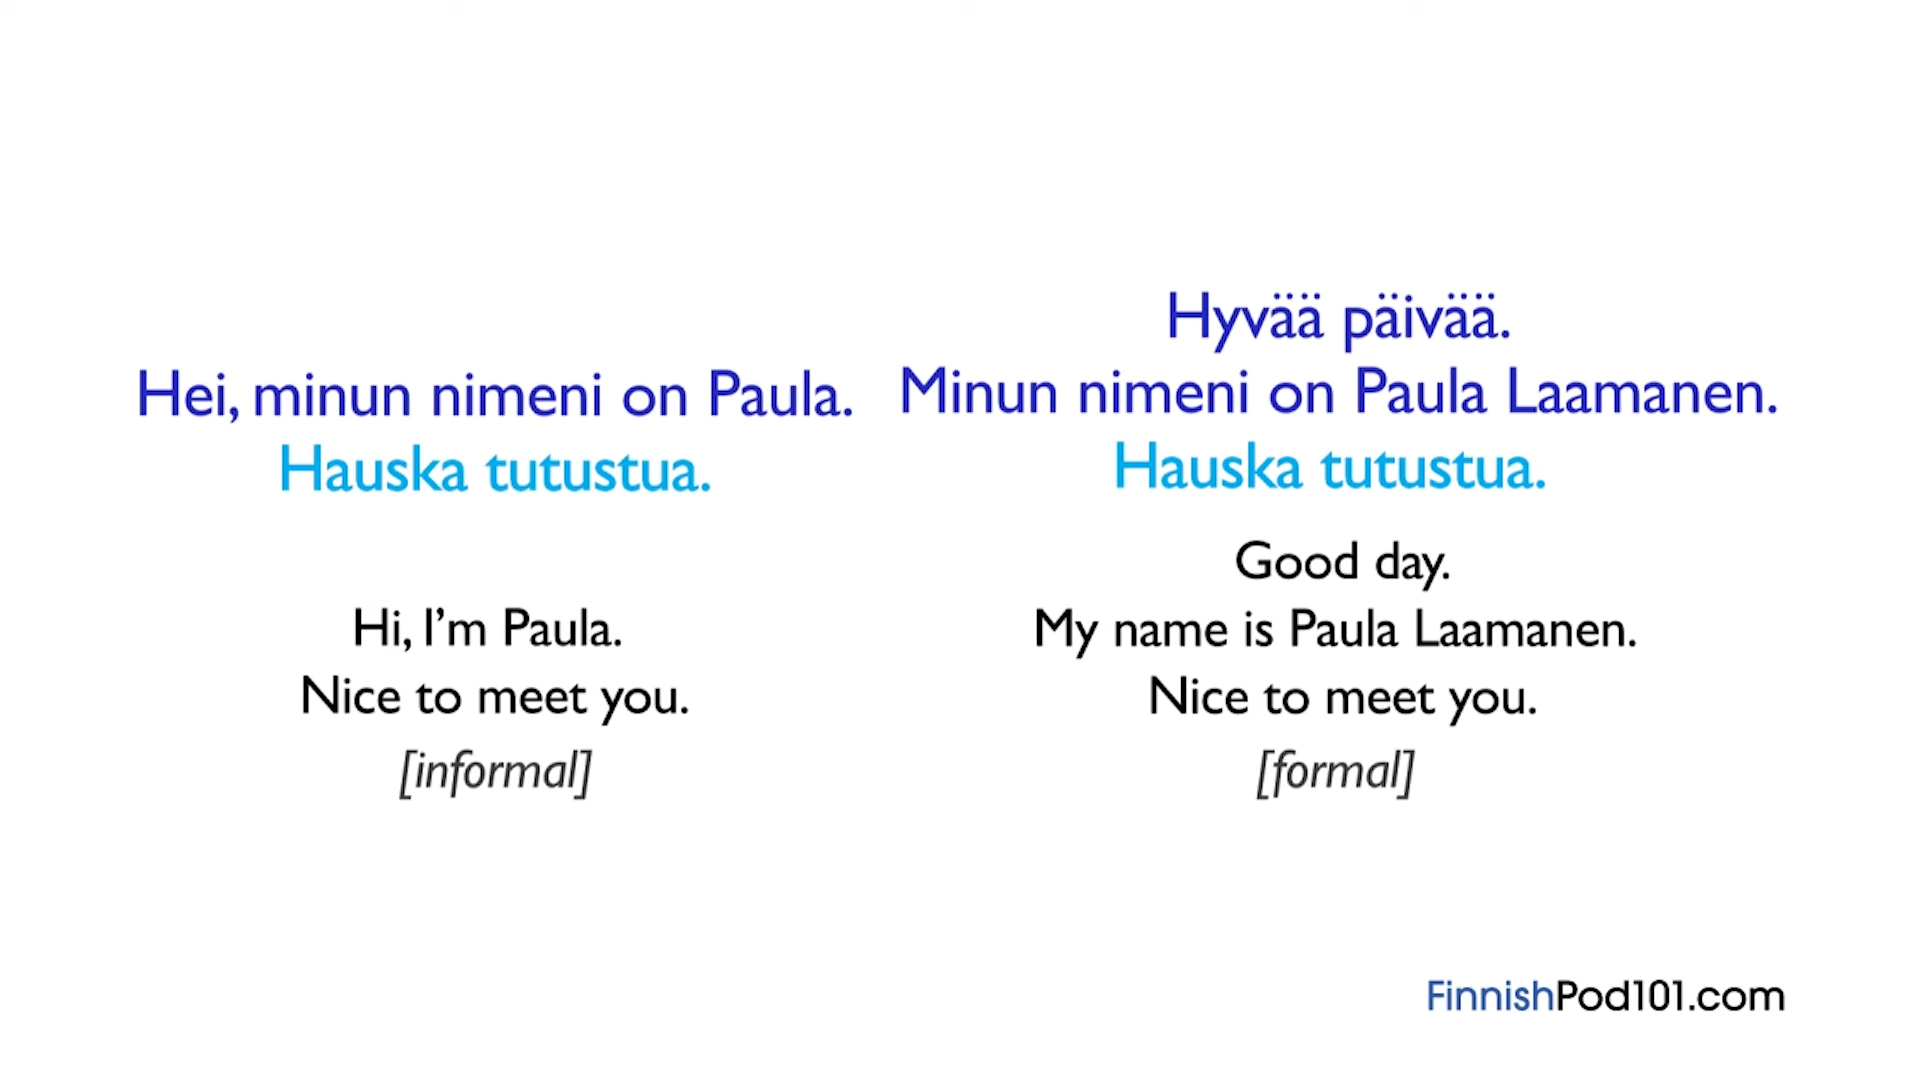 Hei, minun nimeni on Paula.
Hauska tutustua.
Hi, I'm Paula.
Nice to meet you.
[informal]
Hyvää päivää.
Minun nimeni on Paula Laamanen.
Hauska tutustua.
Good day.
My name is Paula Laamanen.
Nice to meet you.
[formal]
FinnishPod101.com